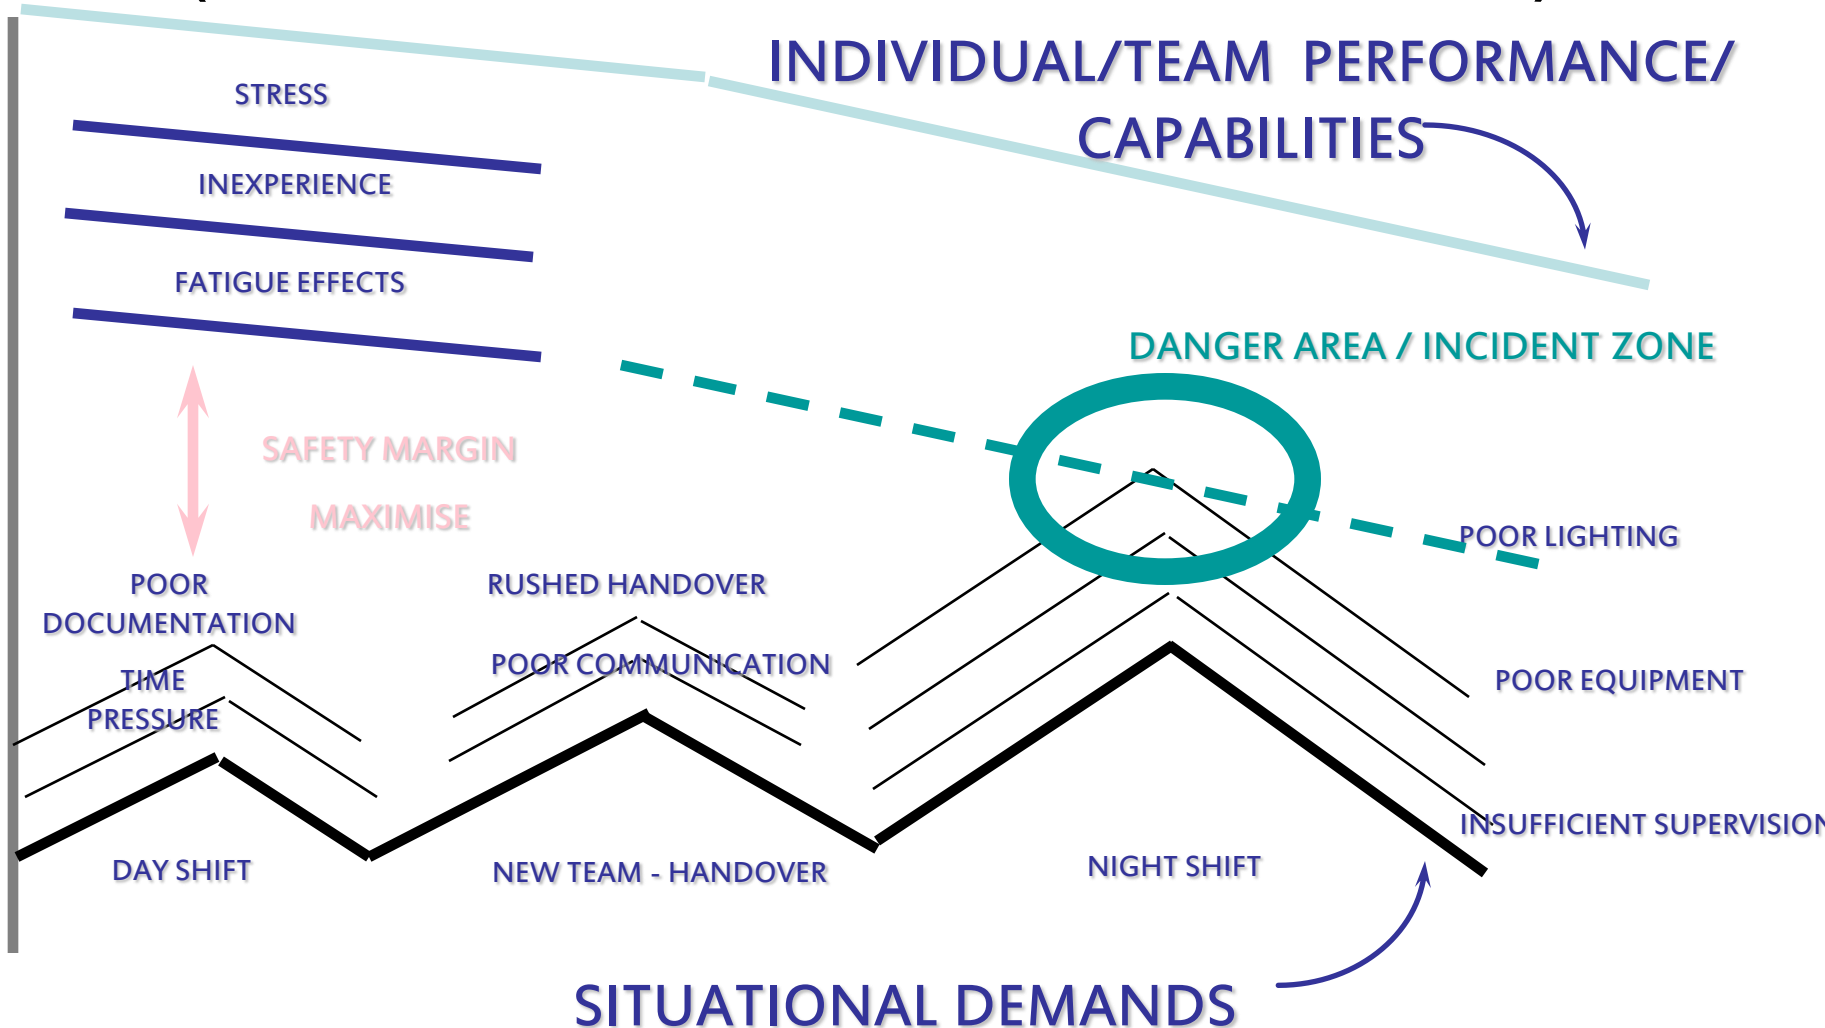 INDIVIDUAL/TEAM PERFORMANCE/
CAPABILITIES
STRESS
INEXPERIENCE
FATIGUE EFFECTS
DANGER AREA / INCIDENT ZONE
SAFETY MARGIN
MAXIMISE
POOR LIGHTING
POOR
DOCUMENTATION
RUSHED HANDOVER
TIME
PRESSURE
POOR COMMUNICATION
POOR EQUIPMENT
INSUFFICIENT SUPERVISION
DAY SHIFT
NEW TEAM - HANDOVER
NIGHT SHIFT
SITUATIONAL DEMANDS